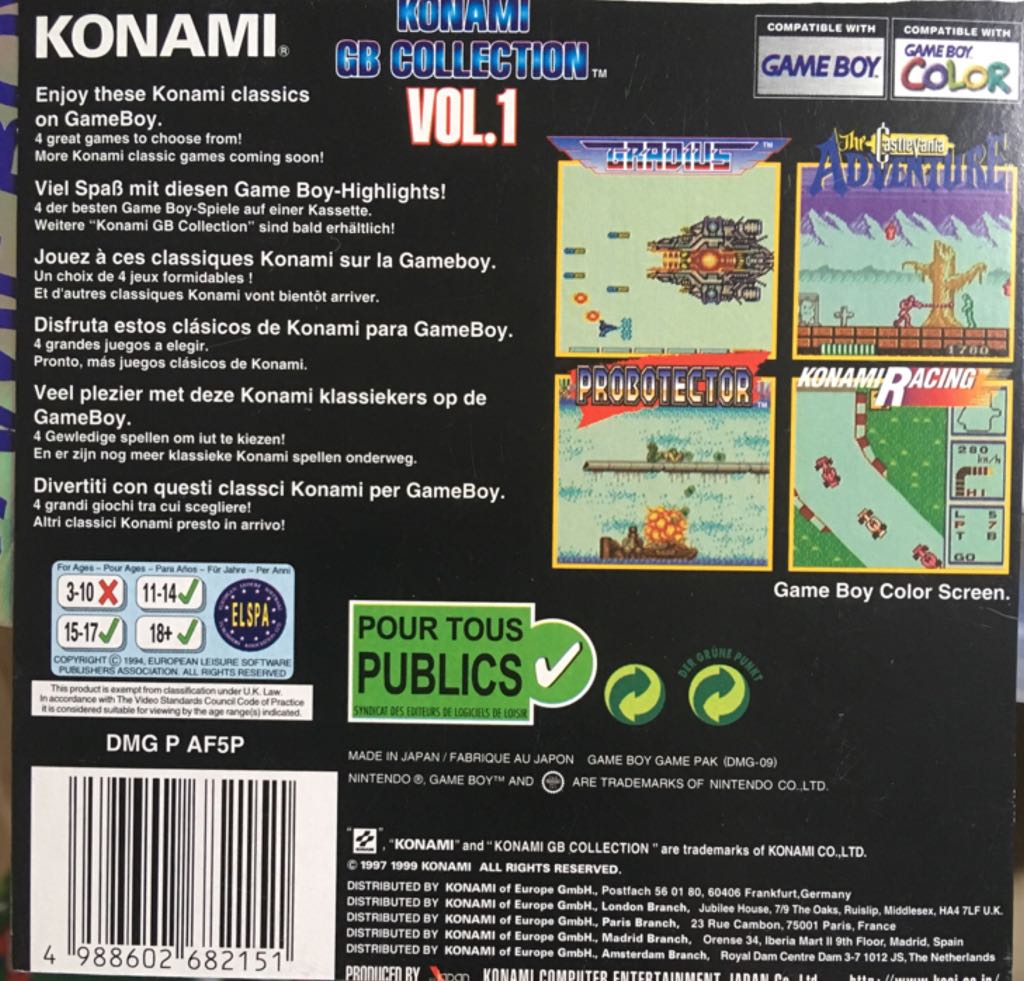 KONAMI®
KONAMI
GB COLLECTION™
VOL.1
COMPATIBLE WITH
GAME BOY
COMPATIBLE WITH
GAME BOY
COLOR
Enjoy these Konami classics
on GameBoy.
4 great games to choose from!
More Konami classic games coming soon!
Viel Spaß mit diesen Game Boy-Highlights!
4 der besten Game Boy-Spiele auf einer Kassette.
Weitere "Konami GB Collection" sind bald erhältlich!
Jouez à ces classiques Konami sur la Gameboy.
Un choix de 4 jeux formidables !
Et d'autres classiques Konami vont bientôt arriver.
Disfruta estos clásicos de Konami para GameBoy.
4 grandes juegos a elegir.
Pronto, más juegos clásicos de Konami.
Veel plezier met deze Konami klassiekers op de
GameBoy.
4 Gewledige spellen om iut te kiezen!
En er zijn nog meer klassieke Konami spellen onderweg.
Divertiti con questi classci Konami per GameBoy.
4 grandi giochi tra cui scegliere!
Altri classici Konami presto in arrivo!
GRADIUS™
The Castlevania
ADVENTURE
1780
PROBOTECTOR™
KONAMI RACING
280
km/h
HI
L 5
P 7
T 8
GO
Game Boy Color Screen.
For Ages - Pour Ages - Para Años - Für Jahre - Per Anni
3-10 11-14
15-17 18+
ELSPA
COPYRIGHT © 1994, EUROPEAN LEISURE SOFTWARE
PUBLISHERS ASSOCIATION. ALL RIGHTS RESERVED
This product is exempt from classification under U.K. Law.
In accordance with The Video Standards Council Code of Practice
it is considered suitable for viewing by the age range(s) indicated.
POUR TOUS
PUBLICS
SYNDICAT DES EDITEURS DE LOGICIELS DE LOISIR
DER GRÜNE PUNKT
DMG P AF5P
MADE IN JAPAN / FABRIQUE AU JAPON GAME BOY GAME PAK (DMG-09)
NINTENDO ®, GAME BOY™ AND ARE TRADEMARKS OF NINTENDO CO.,LTD.
" ", "KONAMI" and "KONAMI GB COLLECTION " are trademarks of KONAMI CO.,LTD.
© 1997 1999 KONAMI ALL RIGHTS RESERVED.
DISTRIBUTED BY KONAMI of Europe GmbH., Postfach 56 01 80, 60406 Frankfurt,Germany
DISTRIBUTED BY KONAMI of Europe GmbH., London Branch, Jubilee House, 7/9 The Oaks, Ruislip, Middlesex, HA4 7LF U.K.
DISTRIBUTED BY KONAMI of Europe GmbH., Paris Branch, 23 Rue Cambon, 75001 Paris, France
DISTRIBUTED BY KONAMI of Europe GmbH., Madrid Branch, Orense 34, Iberia Mart II 9th Floor, Madrid, Spain
DISTRIBUTED BY KONAMI of Europe GmbH., Amsterdam Branch, Royal Dam Centre Dam 3-7 1012 JS, The Netherlands
PRODUCED BY Japan KONAMI COMPUTER ENTERTAINMENT JAPAN Co., Ltd.
4 988602 682151